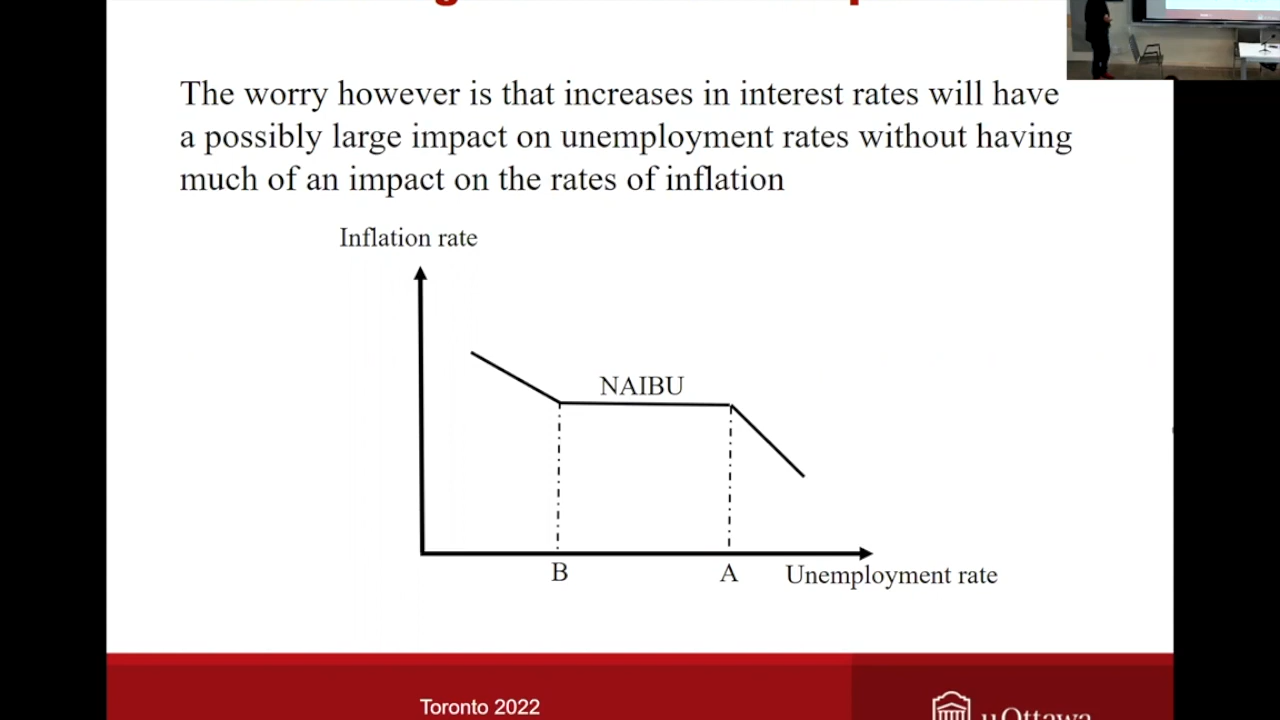 The worry however is that increases in interest rates will have
a possibly large impact on unemployment rates without having
much of an impact on the rates of inflation
Inflation rate
NAIBU
B
A
Unemployment rate
Toronto 2022
uOttawa